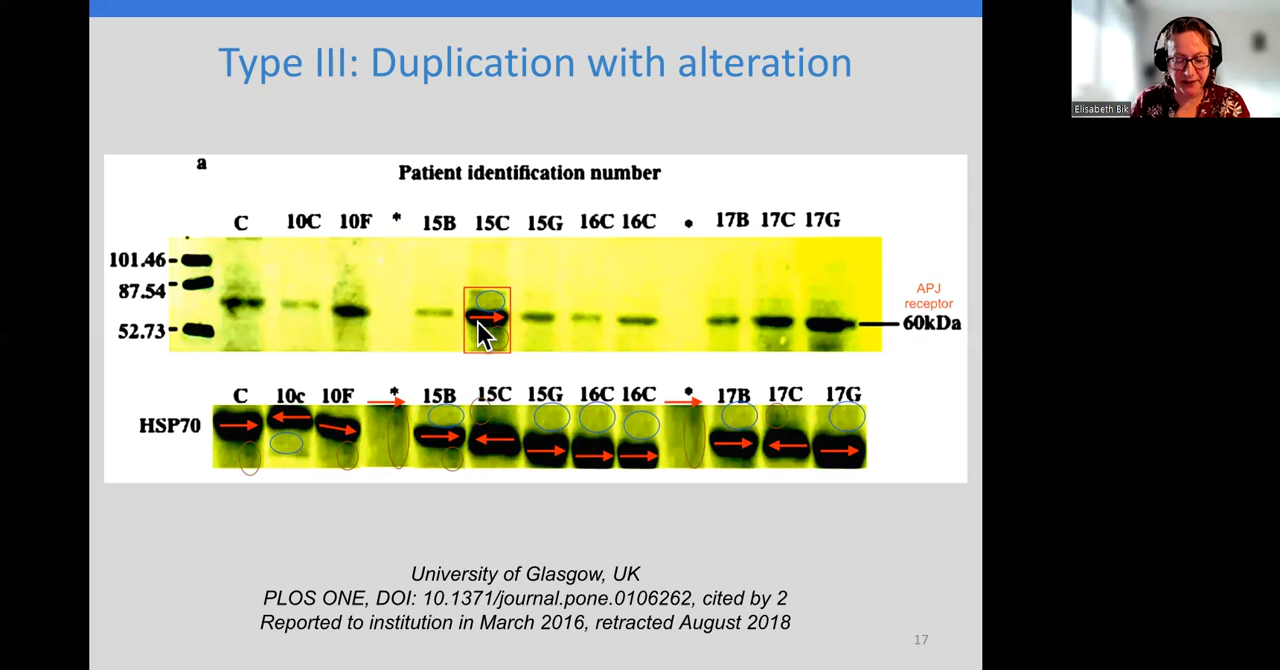 Type III: Duplication with alteration
Elisabeth Bik
a
Patient identification number
C 10C 10F * 15B 15C 15G 16C 16C • 17B 17C 17G
101.46-
87.54-
52.73-
APJ
receptor
60kDa
C 10c 10F * 15B 15C 15G 16C 16C • 17B 17C 17G
HSP70
University of Glasgow, UK
PLOS ONE, DOI: 10.1371/journal.pone.0106262, cited by 2
Reported to institution in March 2016, retracted August 2018
17